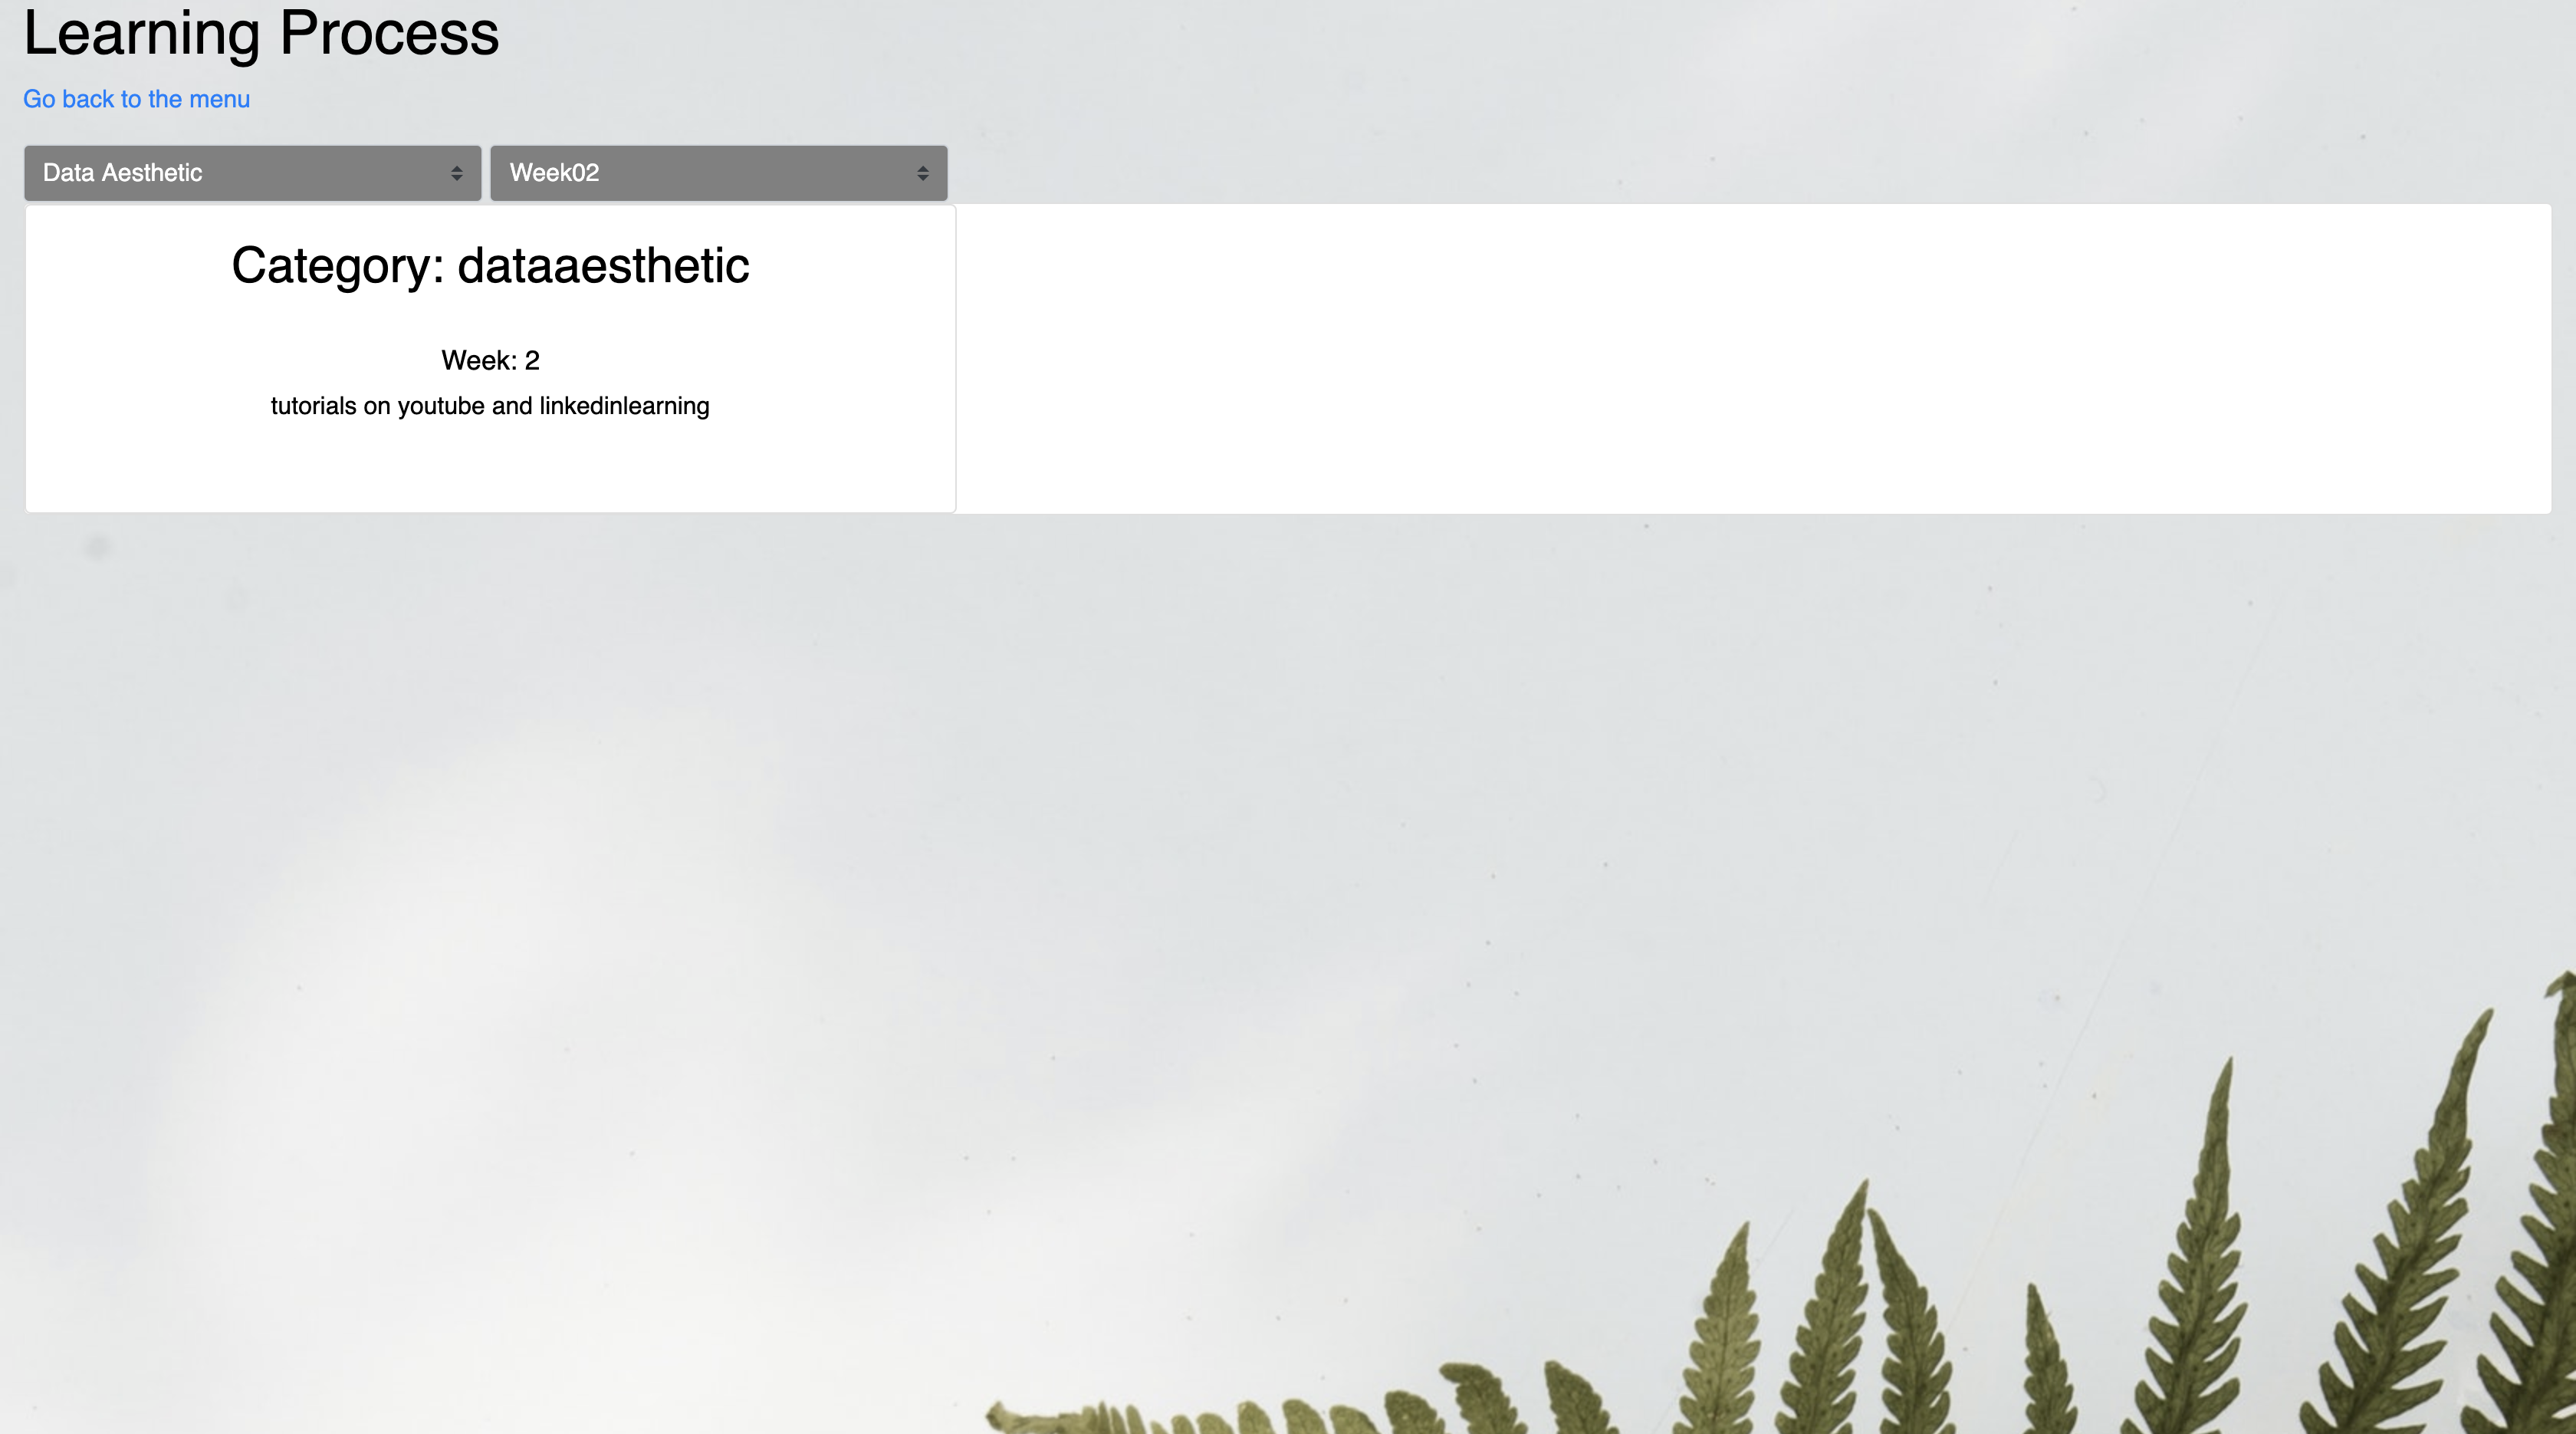 Learning Process
Go back to the menu
Data Aesthetic
Week02
Category: dataaesthetic
Week: 2
tutorials on youtube and linkedinlearning